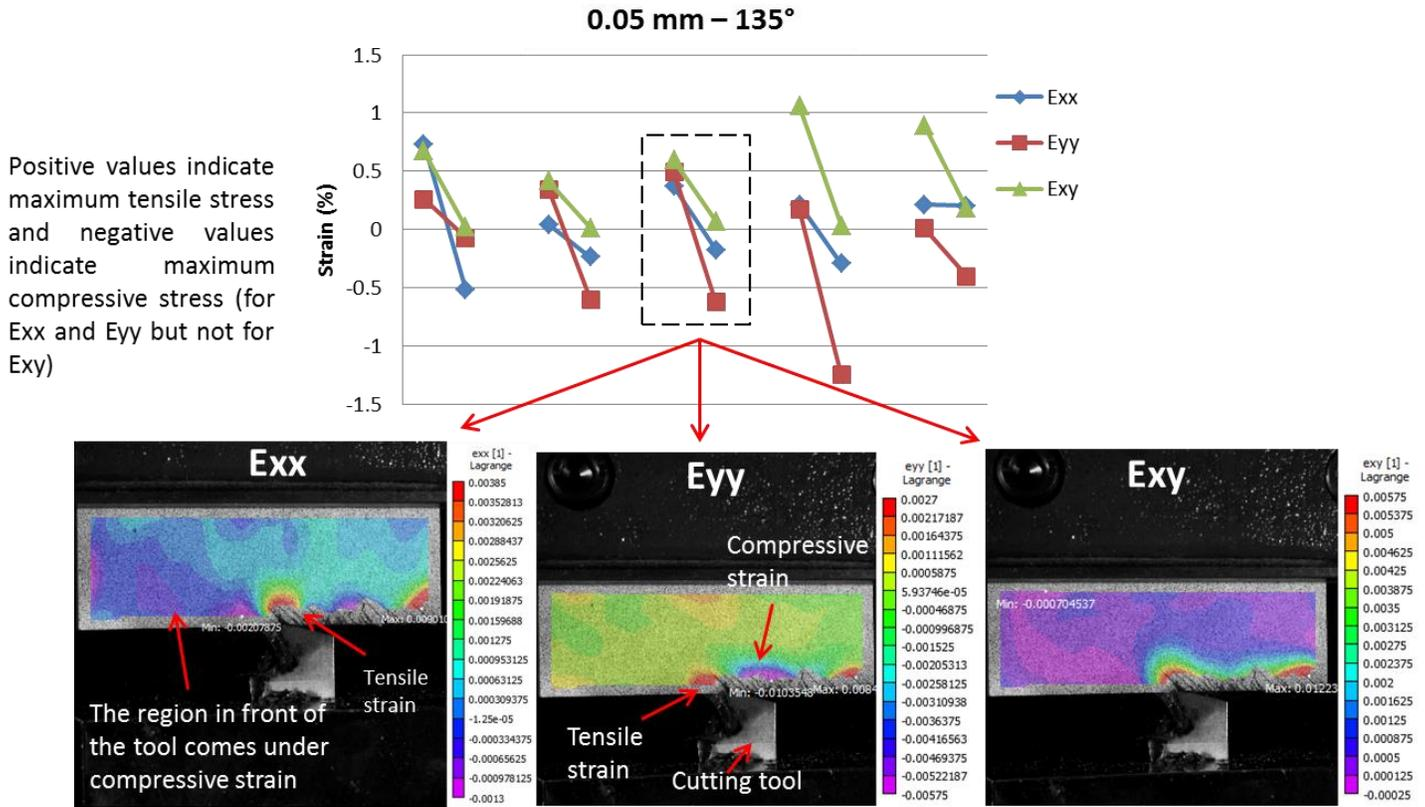 0.05 mm – 135°
1.5
1
0.5
0
-0.5
-1
-1.5
Strain (%)
Exx
Eyy
Exy
Positive values indicate
maximum tensile stress
and negative values
indicate maximum
compressive stress (for
Exx and Eyy but not for
Exy)
Exx
Min: -0.00207875
Tensile
strain
The region in front of
the tool comes under
compressive strain
exx [1] -
Lagrange
0.00385
0.00352813
0.00320625
0.00288437
0.0025625
0.00224063
0.00191875
0.00159688
0.001275
0.000953125
0.00063125
0.000309375
-1.25e-05
-0.000334375
-0.00065625
-0.000978125
-0.0013
Eyy
Compressive
strain
Min: -0.0103548
Max: 0.0084
Tensile
strain
Cutting tool
eyy [1] -
Lagrange
0.0027
0.00217187
0.00164375
0.00111562
0.0005875
5.93746e-05
-0.00046875
-0.000996875
-0.001525
-0.00205313
-0.00258125
-0.00310938
-0.0036375
-0.00416563
-0.00469375
-0.00522187
-0.00575
Exy
Min: -0.000704537
Max: 0.01223
exy [1] -
Lagrange
0.00575
0.005375
0.005
0.004625
0.00425
0.003875
0.0035
0.003125
0.00275
0.002375
0.002
0.001625
0.00125
0.000875
0.0005
0.000125
-0.00025